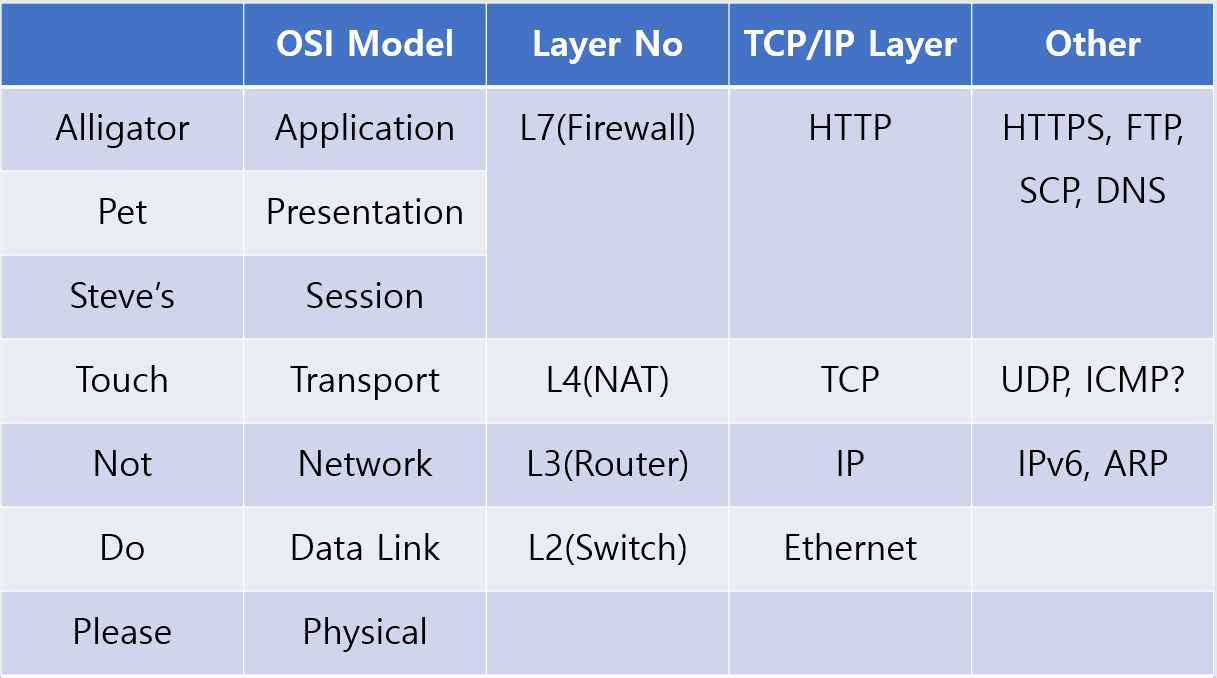 OSI Model Layer No TCP/IP Layer Other
Alligator Application L7(Firewall) HTTP HTTPS, FTP,
SCP, DNS
Pet Presentation
Steve’s Session
Touch Transport L4(NAT) TCP UDP, ICMP?
Not Network L3(Router) IP IPv6, ARP
Do Data Link L2(Switch) Ethernet
Please Physical